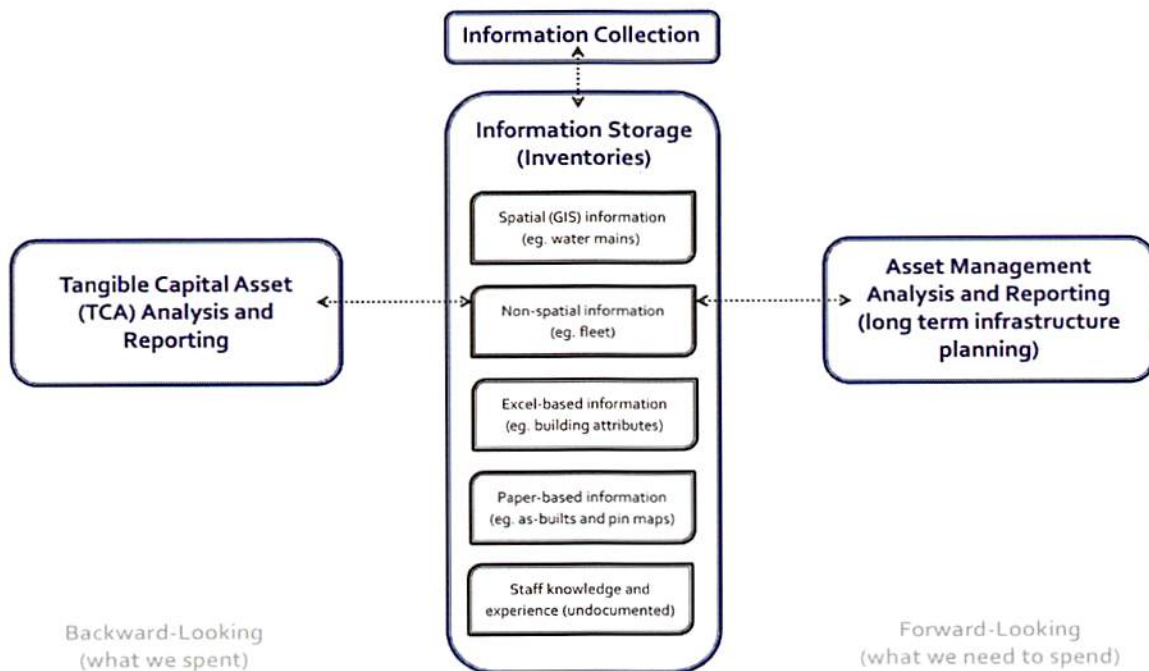 Information Collection
Information Storage
(Inventories)
Spatial (GIS) information
(eg. water mains)
Tangible Capital Asset
(TCA) Analysis and
Reporting
Non-spatial information
(eg. fleet)
Asset Management
Analysis and Reporting
(long term infrastructure
planning)
Excel-based information
(eg. building attributes)
Paper-based information
(eg. as-builts and pin maps)
Staff knowledge and
experience (undocumented)
Backward-Looking
(what we spent)
Forward-Looking
(what we need to spend)